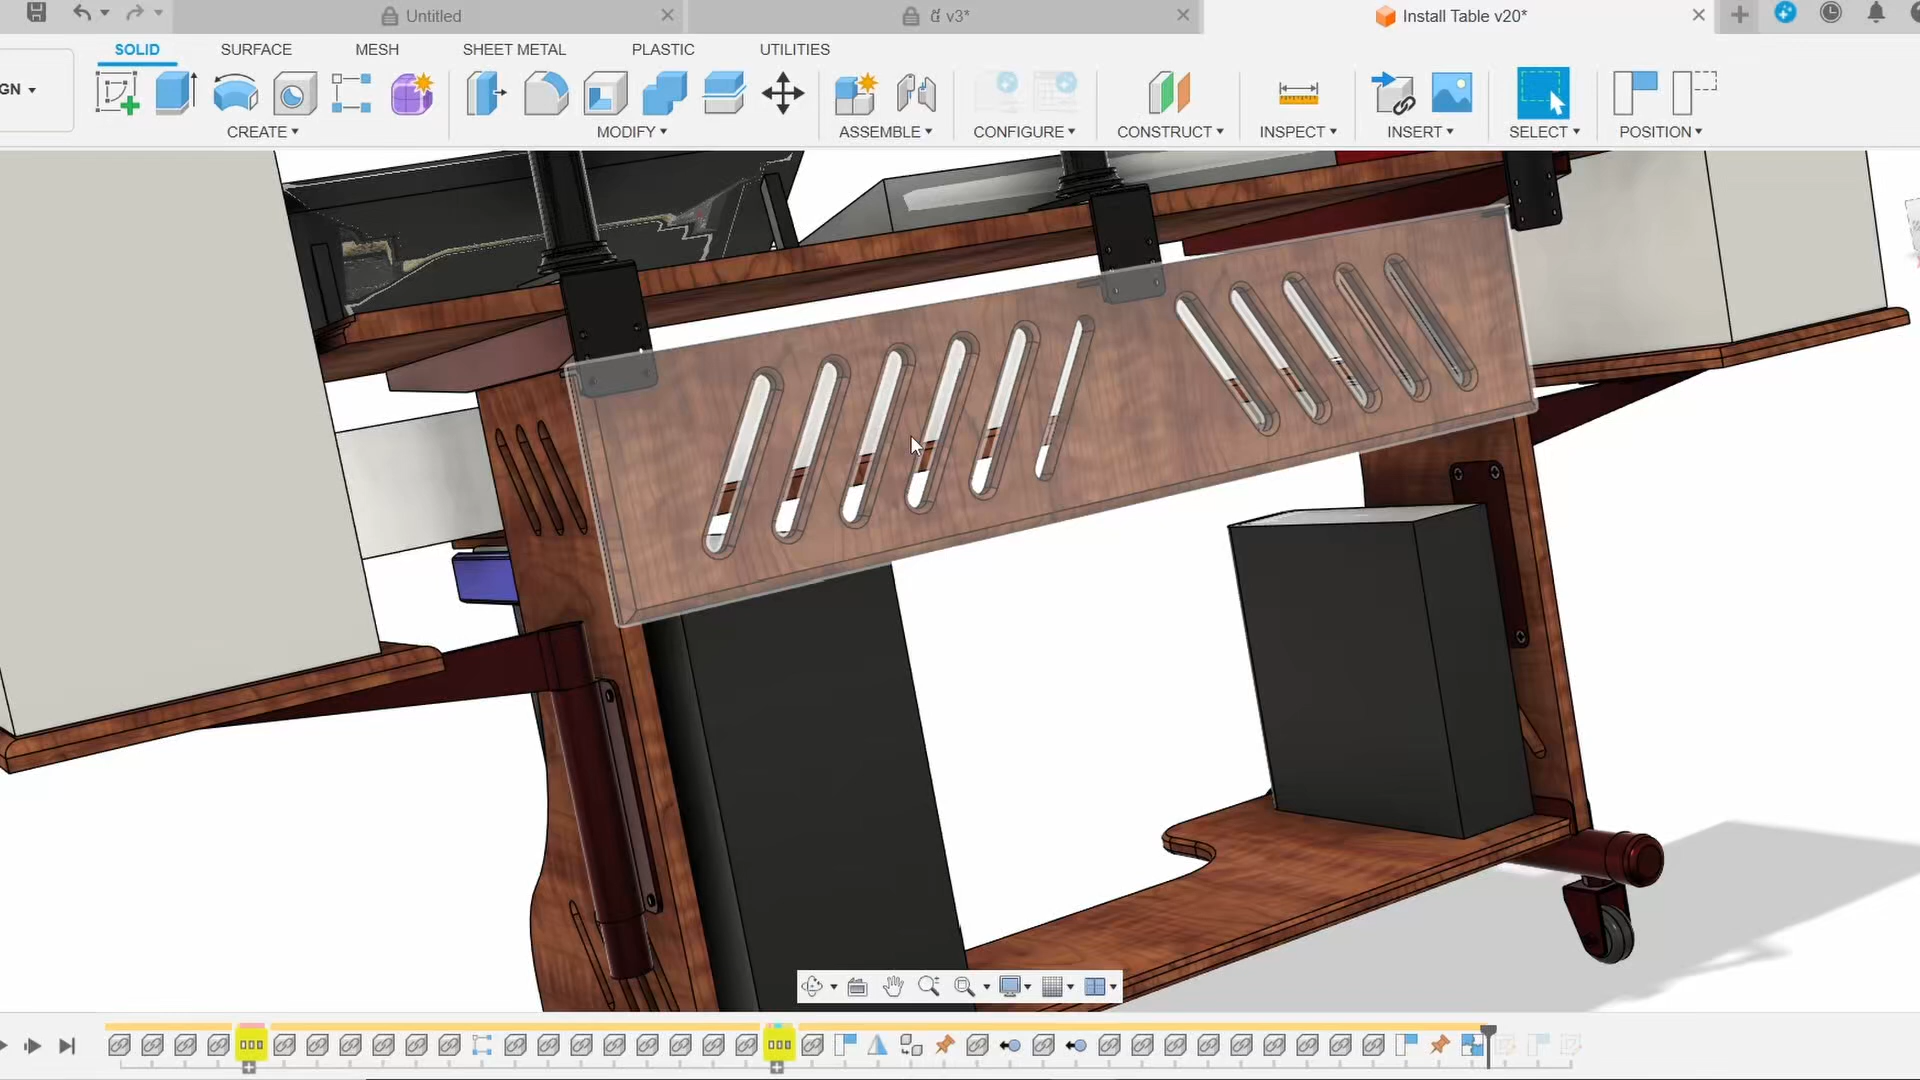 Untitled
นี้ v3*
Install Table v20*
SOLID
SURFACE
MESH
SHEET METAL
PLASTIC
UTILITIES
GN
CREATE
MODIFY
ASSEMBLE
CONFIGURE
CONSTRUCT
INSPECT
INSERT
SELECT
POSITION